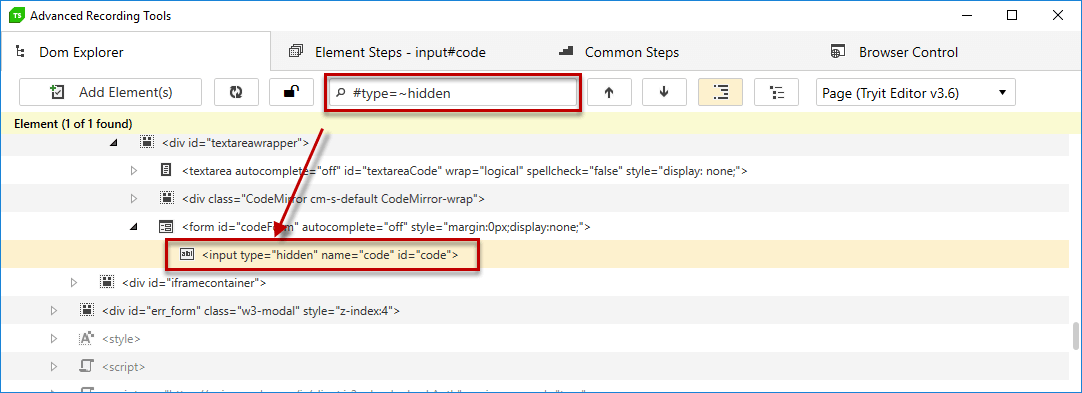 TS Advanced Recording Tools
Dom Explorer Element Steps - input#code Common Steps Browser Control
Add Element(s) #type=~hidden Page (Tryit Editor v3.6)
Element (1 of 1 found)
<div id="textareawrapper">
<textarea autocomplete="off" id="textareaCode" wrap="logical" spellcheck="false" style="display: none;">
<div class="CodeMirror cm-s-default CodeMirror-wrap">
<form id="codeForm" autocomplete="off" style="margin:0px;display:none;">
abl <input type="hidden" name="code" id="code">
<div id="iframecontainer">
<div id="err_form" class="w3-modal" style="z-index:4">
<style>
<script>